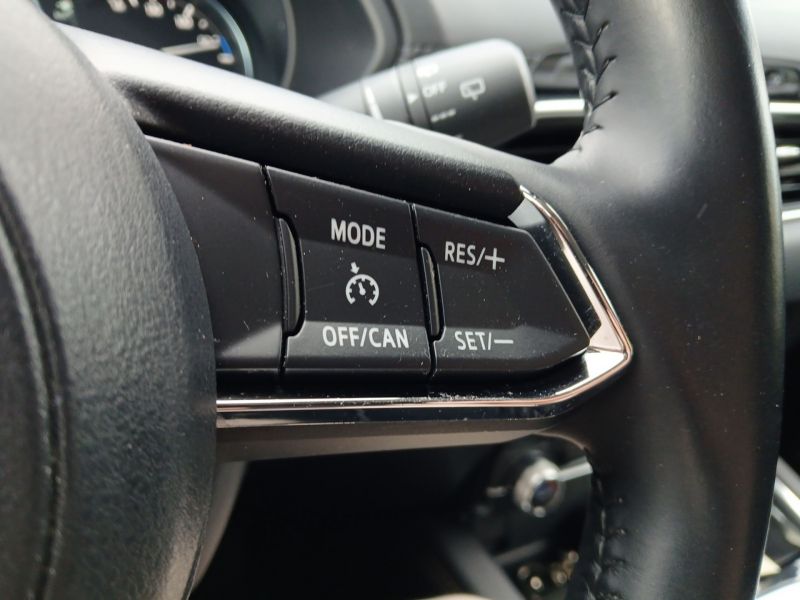 OFF
MODE
RES/+
OFF/CAN
SET/−